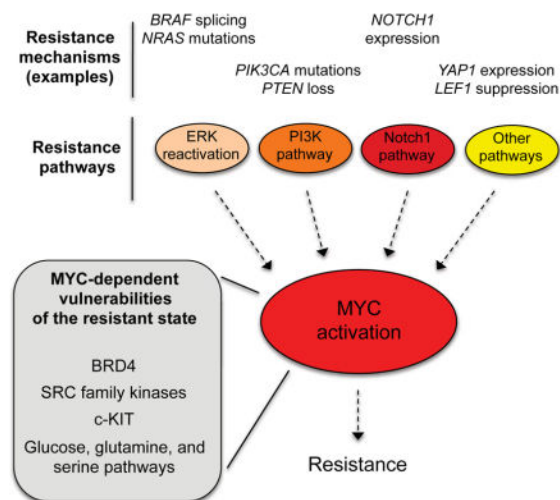 Resistance
mechanisms
(examples)
BRAF splicing
NRAS mutations
PIK3CA mutations
PTEN loss
NOTCH1
expression
YAP1 expression
LEF1 suppression
Resistance
pathways
ERK
reactivation
PI3K
pathway
Notch1
pathway
Other
pathways
MYC-dependent
vulnerabilities
of the resistant state
BRD4
SRC family kinases
c-KIT
Glucose, glutamine, and
serine pathways
MYC
activation
Resistance